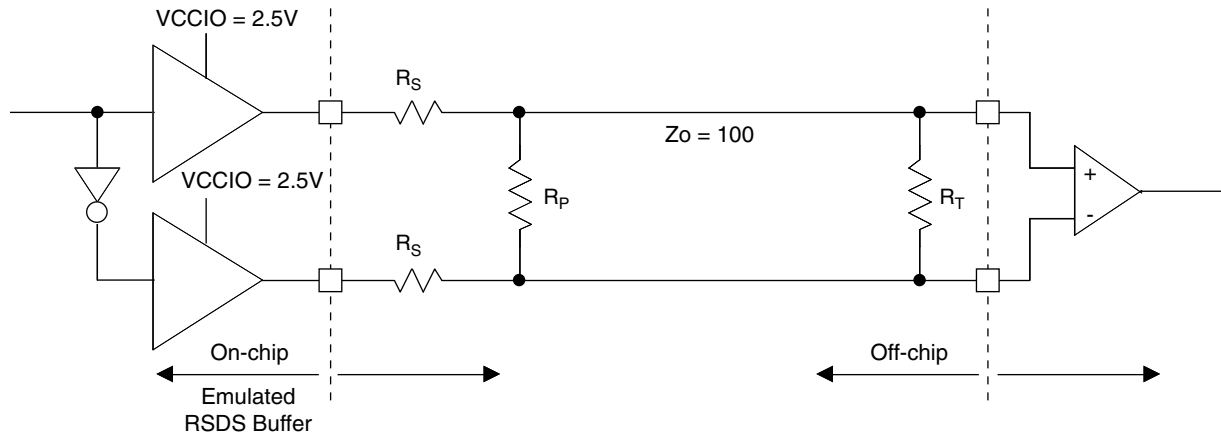 VCCIO = 2.5V
RS
Zo = 100
VCCIO = 2.5V
RP
RT
+
-
RS
On-chip
Off-chip
Emulated
RSDS Buffer